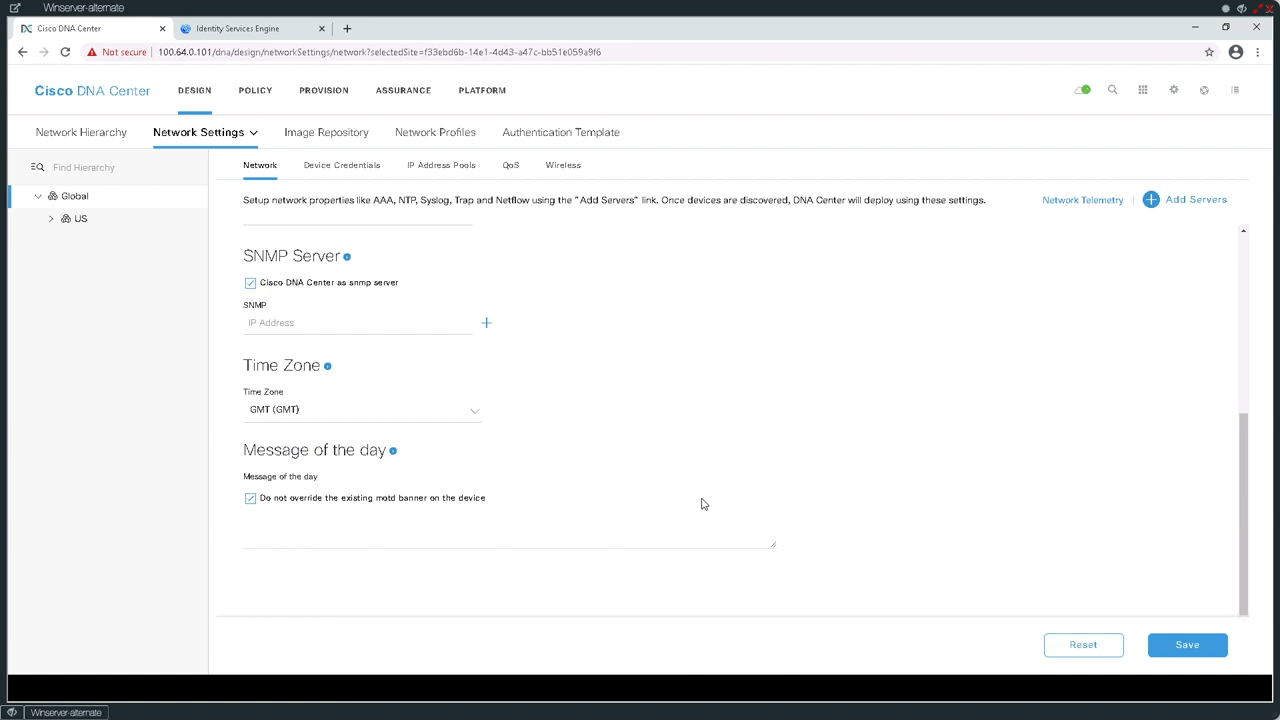 Winserver-alternate
Cisco DNA Center
Identity Services Engine
Not secure
100.64.0.101/dna/design/networkSettings/network?selectedSite=f33ebd6b-14e1-4d43-a47c-bb51e059a9f6
Cisco DNA Center
DESIGN
POLICY
PROVISION
ASSURANCE
PLATFORM
Network Hierarchy
Network Settings
Image Repository
Network Profiles
Authentication Template
Find Hierarchy
Global
US
Network
Device Credentials
IP Address Pools
QoS
Wireless
Setup network properties like AAA, NTP, Syslog, Trap and Netflow using the "Add Servers" link. Once devices are discovered, DNA Center will deploy using these settings.
Network Telemetry
Add Servers
SNMP Server
Cisco DNA Center as snmp server
SNMP
IP Address
Time Zone
Time Zone
GMT (GMT)
Message of the day
Message of the day
Do not override the existing motd banner on the device
Reset
Save
Winserver-alternate